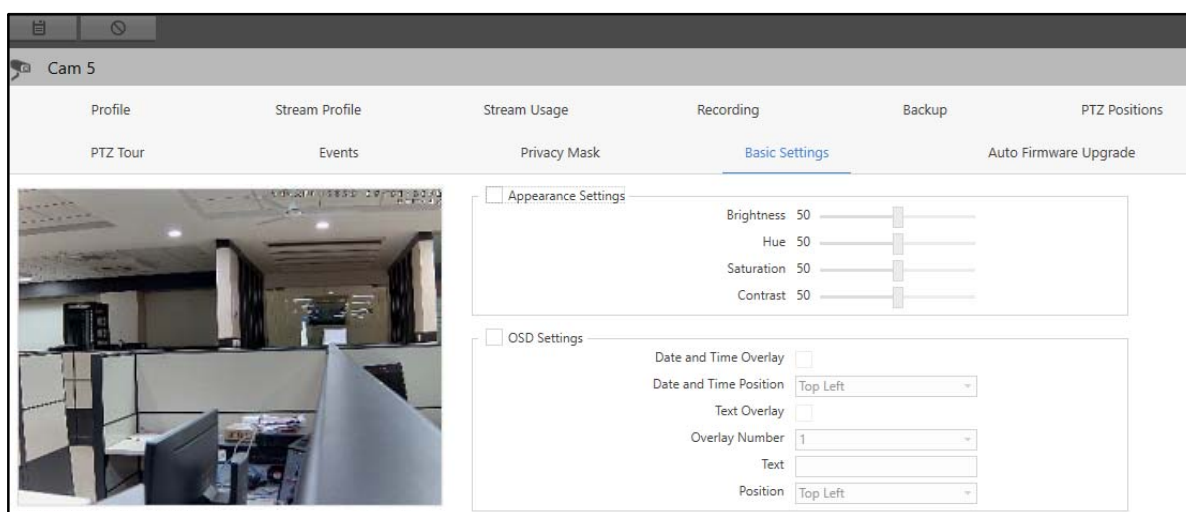 Cam 5
Profile Stream Profile Stream Usage Recording Backup PTZ Positions
PTZ Tour Events Privacy Mask Basic Settings Auto Firmware Upgrade
Appearance Settings
Brightness 50
Hue 50
Saturation 50
Contrast 50
OSD Settings
Date and Time Overlay
Date and Time Position Top Left
Text Overlay
Overlay Number 1
Text
Position Top Left